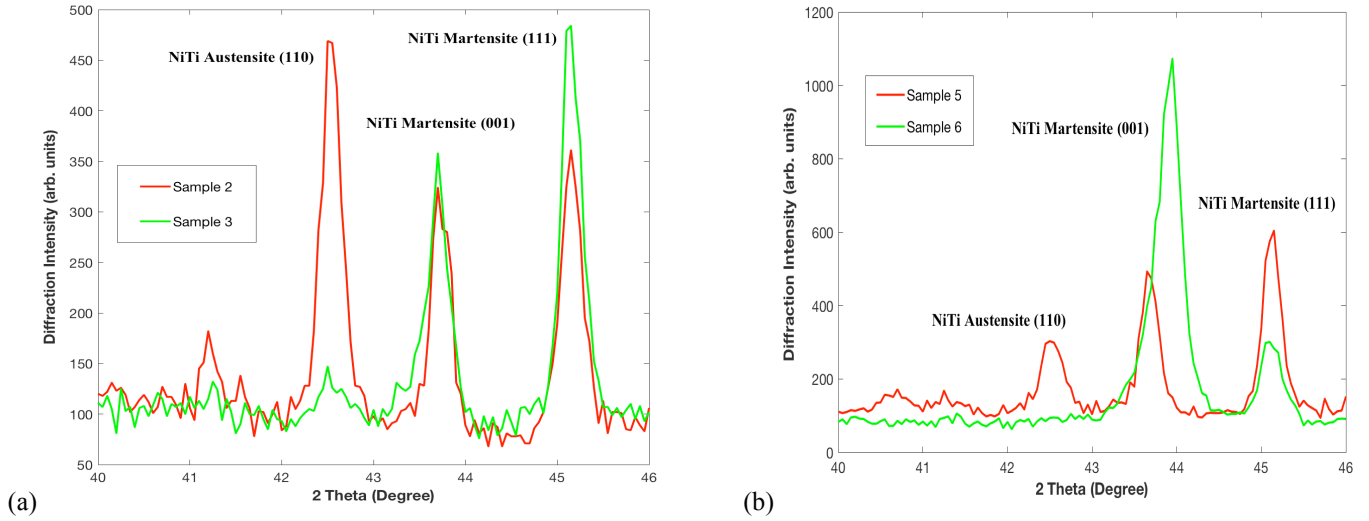 500
450
400
350
300
250
200
150
100
50
Diffraction Intensity (arb. units)
NiTi Austensite (110)
NiTi Martensite (111)
NiTi Martensite (001)
Sample 2
Sample 3
40 41 42 43 44 45 46
2 Theta (Degree)
(a)
1200
1000
800
600
400
200
0
Diffraction Intensity (arb. units)
Sample 5
Sample 6
NiTi Martensite (001)
NiTi Martensite (111)
NiTi Austensite (110)
40 41 42 43 44 45 46
2 Theta (Degree)
(b)